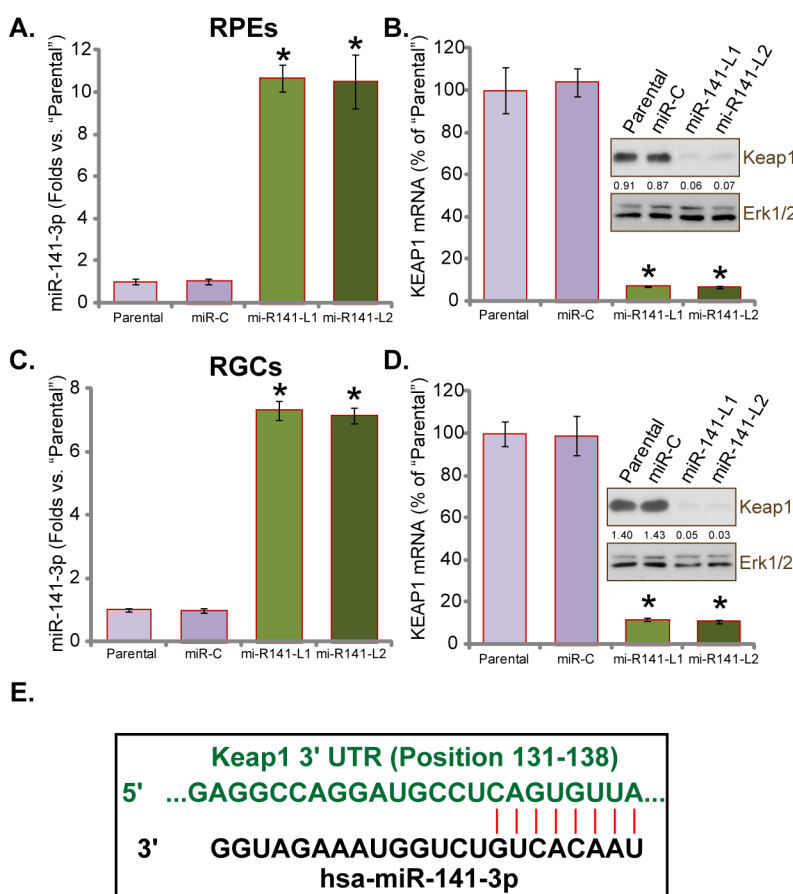 A.
RPEs
miR-141-3p (Folds vs. “Parental”)
12
10
8
6
4
2
0
*
*
Parental
miR-C
mi-R141-L1
mi-R141-L2
B.
KEAP1 mRNA (% of “Parental”)
120
100
80
60
40
20
0
Parental
miR-C
miR-141-L1
mi-R141-L2
Keap1
0.91 0.87 0.06 0.07
Erk1/2
*
*
Parental
miR-C
mi-R141-L1
mi-R141-L2
C.
RGCs
miR-141-3p (Folds vs. “Parental”)
8
6
4
2
0
*
*
Parental
miR-C
mi-R141-L1
mi-R141-L2
D.
KEAP1 mRNA (% of “Parental”)
120
100
80
60
40
20
0
Parental
miR-C
miR-141-L1
miR-141-L2
Keap1
1.40 1.43 0.05 0.03
Erk1/2
*
*
Parental
miR-C
mi-R141-L1
mi-R141-L2
E.
Keap1 3' UTR (Position 131-138)
5' ...GAGGCCAGGAUGCCUCAGUGUUA...
3' GGUAGAAAUGGUCUGUCACAAU
hsa-miR-141-3p